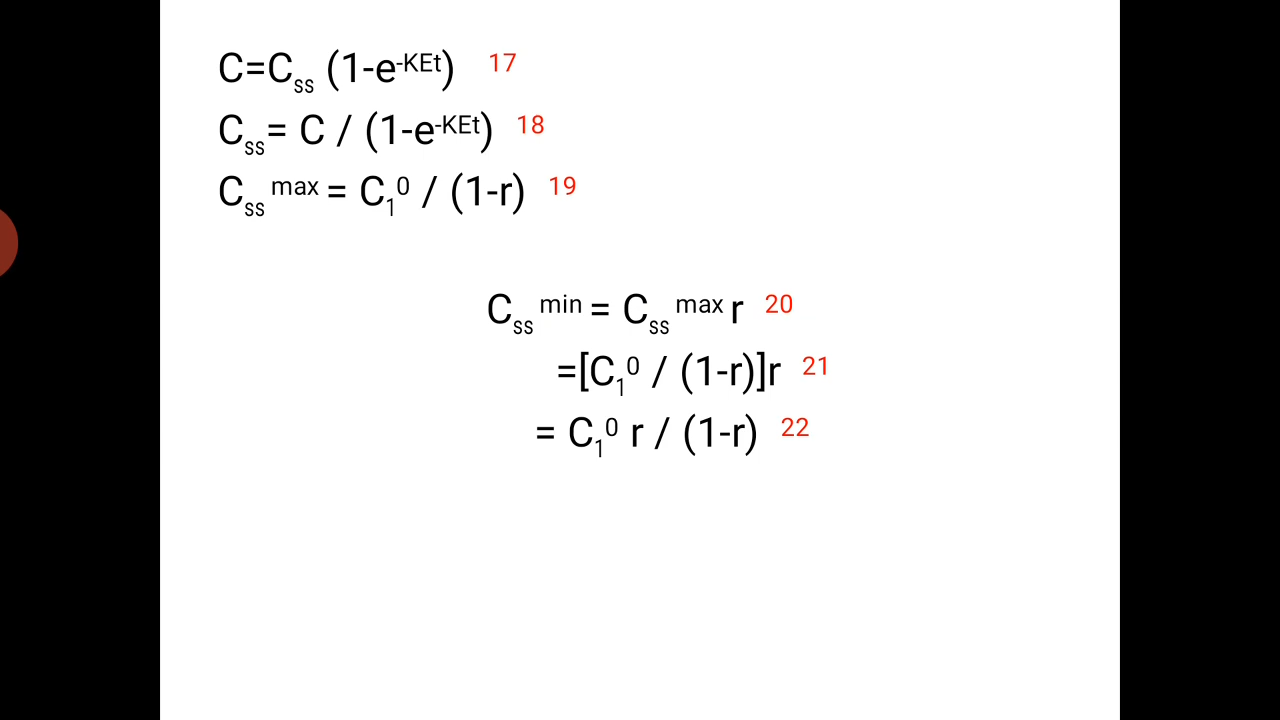 C=Css (1-e-KEt) 17
Css= C / (1-e-KEt) 18
Css max = C10 / (1-r) 19
Css min = Css max r 20
=[C10 / (1-r)]r 21
= C10 r / (1-r) 22